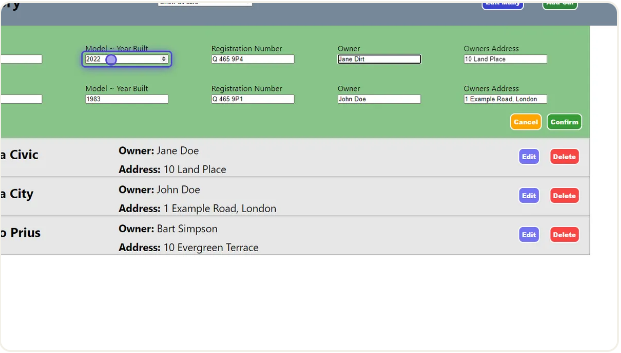 Model ~ Year Built Registration Number Owner Owners Address
2022 Q 465 9P4 Jane Dirt 10 Land Place
Model ~ Year Built Registration Number Owner Owners Address
1983 Q 465 9P1 John Doe 1 Example Road, London
Cancel Confirm
a Civic Owner: Jane Doe Edit Delete
Address: 10 Land Place
a City Owner: John Doe Edit Delete
Address: 1 Example Road, London
o Prius Owner: Bart Simpson Edit Delete
Address: 10 Evergreen Terrace